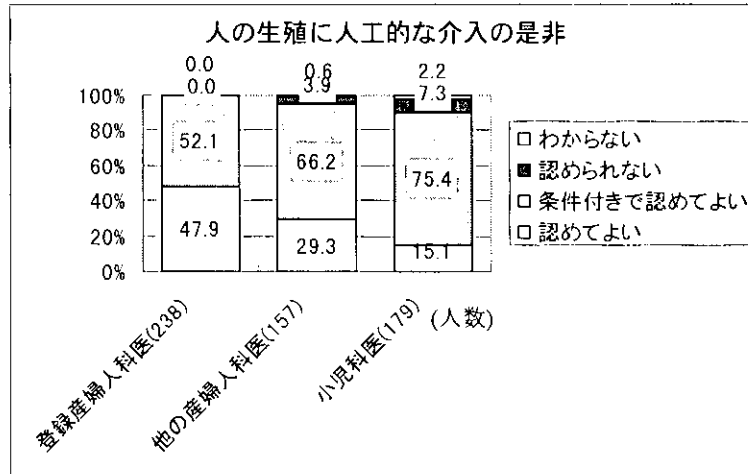 人の生殖に人工的な介入の是非
0.0 0.6 2.2
0.0 3.9 7.3
100%
80%
60%
40%
20%
0%
52.1 66.2 75.4
47.9 29.3 15.1
□ わからない
■ 認められない
□ 条件付きで認めてよい
□ 認めてよい
登録産婦人科医(238)
他の産婦人科医(157)
小児科医(179)
(人数)